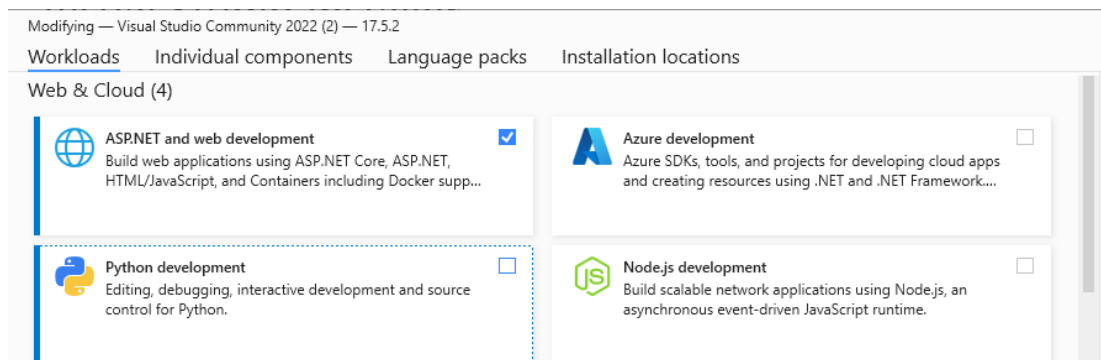 Modifying — Visual Studio Community 2022 (2) — 17.5.2
Workloads Individual components Language packs Installation locations
Web & Cloud (4)
ASP.NET and web development
Build web applications using ASP.NET Core, ASP.NET,
HTML/JavaScript, and Containers including Docker supp...
Azure development
Azure SDKs, tools, and projects for developing cloud apps
and creating resources using .NET and .NET Framework....
Python development
Editing, debugging, interactive development and source
control for Python.
Node.js development
Build scalable network applications using Node.js, an
asynchronous event-driven JavaScript runtime.